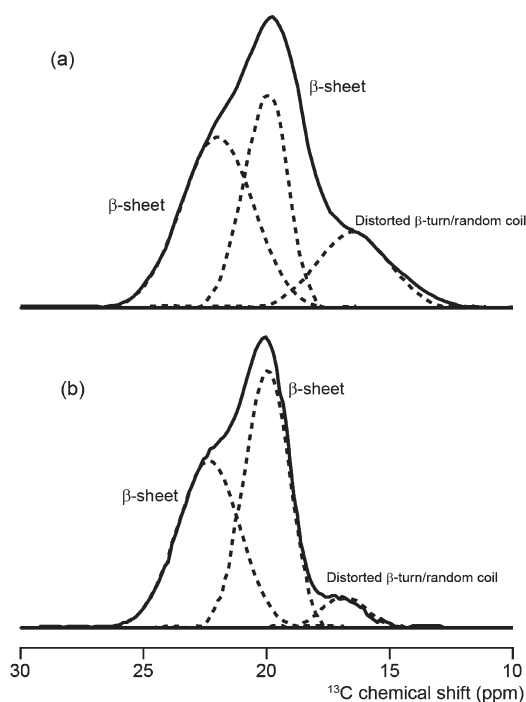 (a)
β-sheet
β-sheet
Distorted β-turn/random coil
(b)
β-sheet
β-sheet
Distorted β-turn/random coil
30 25 20 15 10
¹³C chemical shift (ppm)